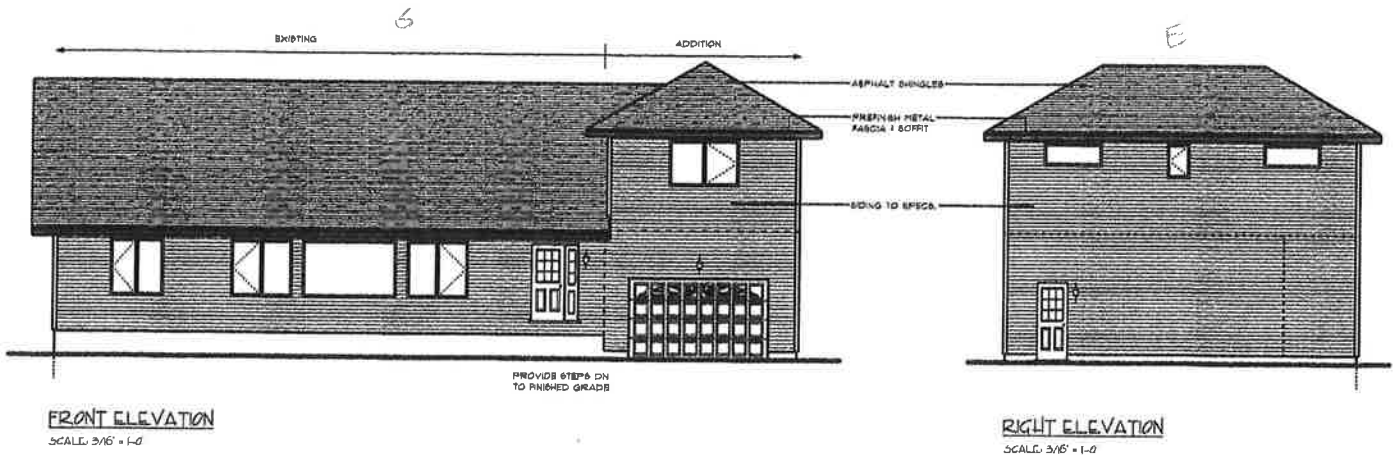 S
EXISTING
ADDITION
E
ASPHALT SHINGLES
PREFINISH METAL
FASCIA & SOFFIT
SIDING TO SPECS.
PROVIDE STEPS DN
TO FINISHED GRADE
FRONT ELEVATION
SCALE: 3/16" = 1'-0"
RIGHT ELEVATION
SCALE: 3/16" = 1'-0"